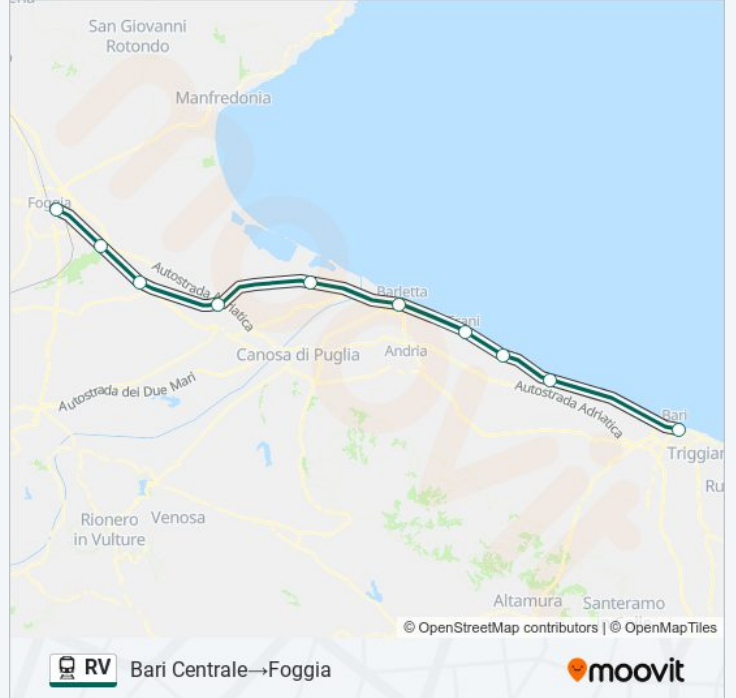 San Giovanni
Rotondo
Manfredonia
Foggia
Autostrada Adriatica
Barletta
Trani
Canosa di Puglia
Andria
Autostrada dei Due Mari
Autostrada Adriatica
Bari
Triggian
Ru
Rionero
in Vulture
Venosa
Altamura
Santeramo
© OpenStreetMap contributors | © OpenMapTiles
RV
Bari Centrale→Foggia
moovit
moovit